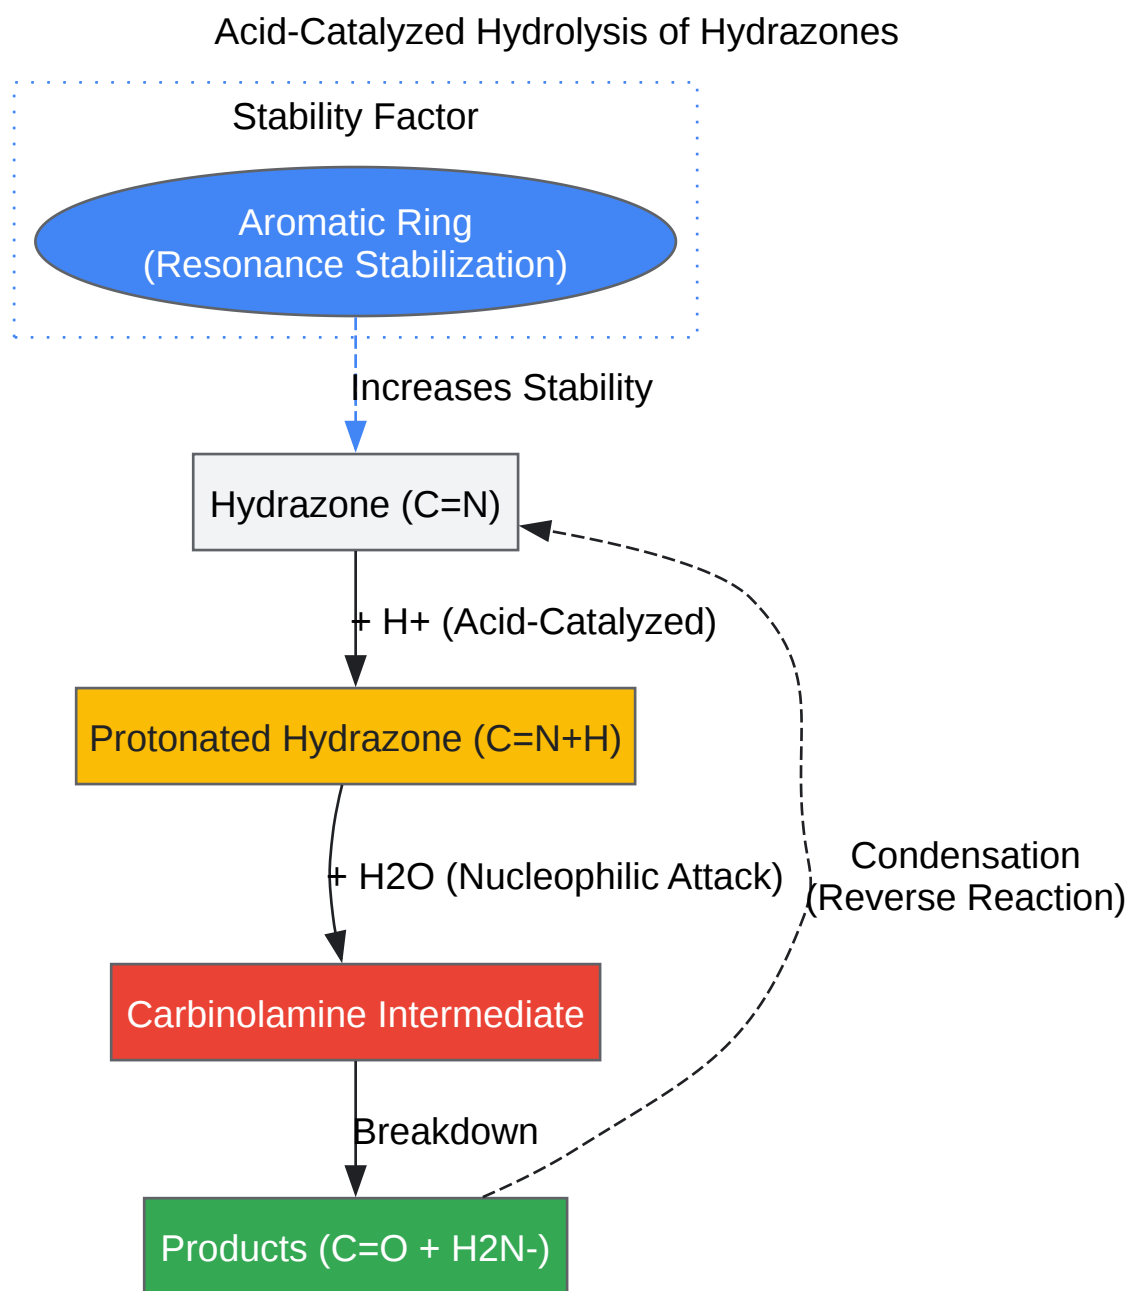 Acid-Catalyzed Hydrolysis of Hydrazones
Stability Factor
Aromatic Ring
(Resonance Stabilization)
Increases Stability
Hydrazone (C=N)
+ H+ (Acid-Catalyzed)
Protonated Hydrazone (C=N+H)
+ H2O (Nucleophilic Attack)
Condensation
(Reverse Reaction)
Carbinolamine Intermediate
Breakdown
Products (C=O + H2N-)